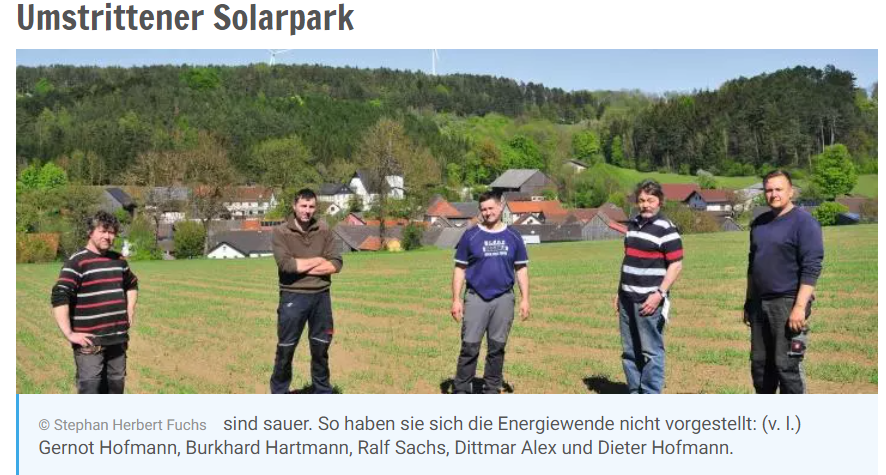 Umstrittener Solarpark
© Stephan Herbert Fuchs sind sauer. So haben sie sich die Energiewende nicht vorgestellt: (v. l.)
Gernot Hofmann, Burkhard Hartmann, Ralf Sachs, Dittmar Alex und Dieter Hofmann.